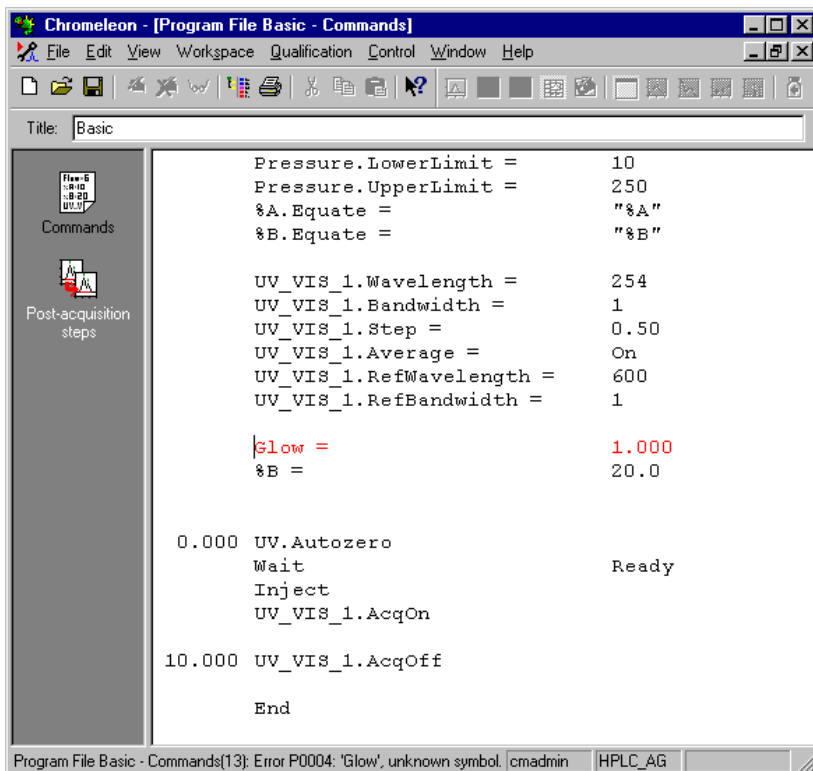 Chromeleon - [Program File Basic - Commands]
File Edit View Workspace Qualification Control Window Help
Title: Basic
Commands
Post-acquisition
steps
Pressure.LowerLimit = 10
Pressure.UpperLimit = 250
%A.Equate = "%A"
%B.Equate = "%B"
UV_VIS_1.Wavelength = 254
UV_VIS_1.Bandwidth = 1
UV_VIS_1.Step = 0.50
UV_VIS_1.Average = On
UV_VIS_1.RefWavelength = 600
UV_VIS_1.RefBandwidth = 1
Glow = 1.000
%B = 20.0
0.000 UV.Autozero
Wait Ready
Inject
UV_VIS_1.AcqOn
10.000 UV_VIS_1.AcqOff
End
Program File Basic - Commands(13): Error P0004: 'Glow', unknown symbol. cmadmin HPLC_AG